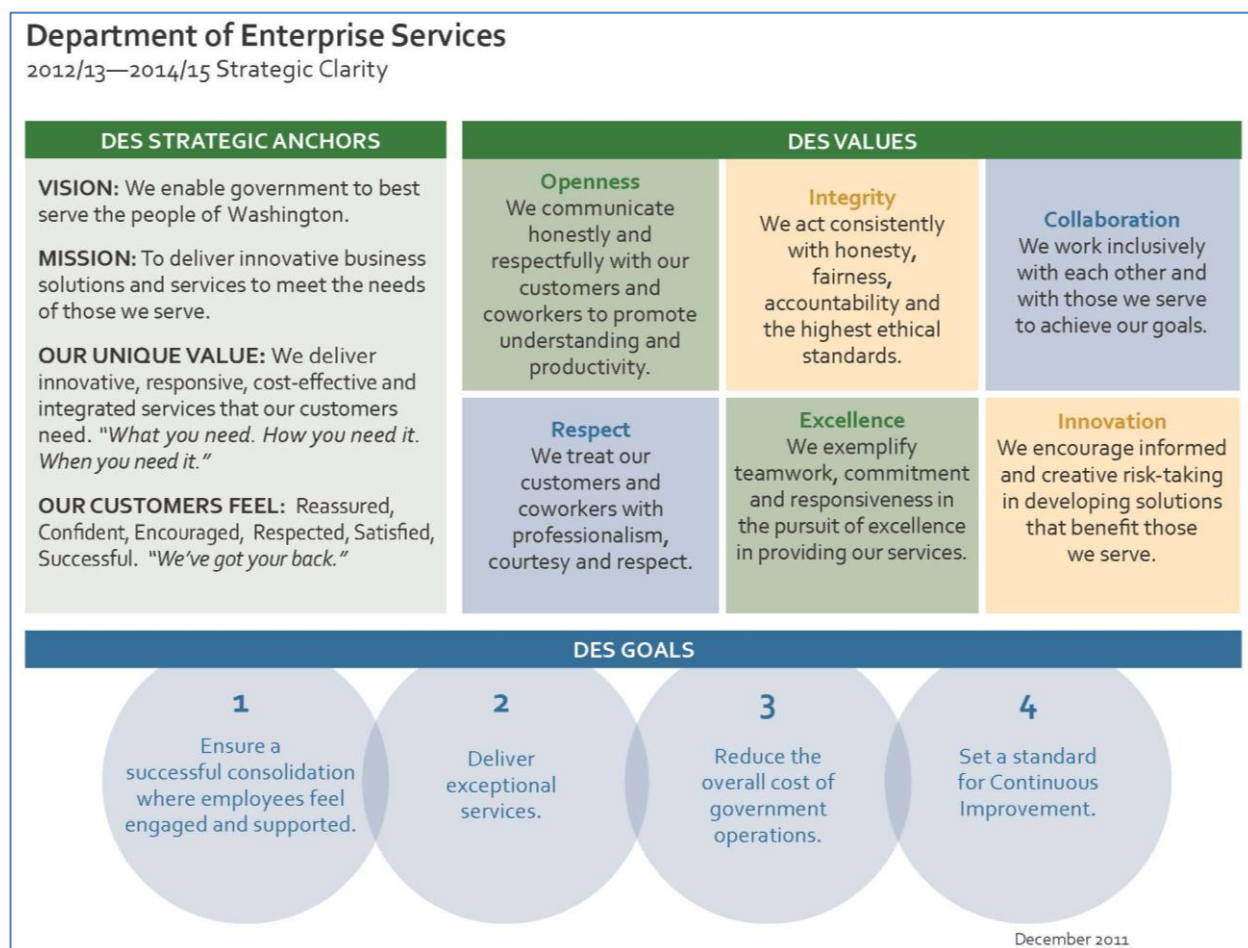 Department of Enterprise Services
2012/13—2014/15 Strategic Clarity
DES STRATEGIC ANCHORS
VISION: We enable government to best
serve the people of Washington.
MISSION: To deliver innovative business
solutions and services to meet the needs
of those we serve.
OUR UNIQUE VALUE: We deliver
innovative, responsive, cost-effective and
integrated services that our customers
need. “What you need. How you need it.
When you need it.”
OUR CUSTOMERS FEEL: Reassured,
Confident, Encouraged, Respected, Satisfied,
Successful. “We’ve got your back.”
DES VALUES
Openness
We communicate
honestly and
respectfully with our
customers and
coworkers to promote
understanding and
productivity.
Integrity
We act consistently
with honesty,
fairness,
accountability and
the highest ethical
standards.
Collaboration
We work inclusively
with each other and
with those we serve
to achieve our goals.
Respect
We treat our
customers and
coworkers with
professionalism,
courtesy and respect.
Excellence
We exemplify
teamwork, commitment
and responsiveness in
the pursuit of excellence
in providing our services.
Innovation
We encourage informed
and creative risk-taking
in developing solutions
that benefit those
we serve.
DES GOALS
1
Ensure a
successful consolidation
where employees feel
engaged and supported.
2
Deliver
exceptional
services.
3
Reduce the
overall cost of
government
operations.
4
Set a standard
for Continuous
Improvement.
December 2011